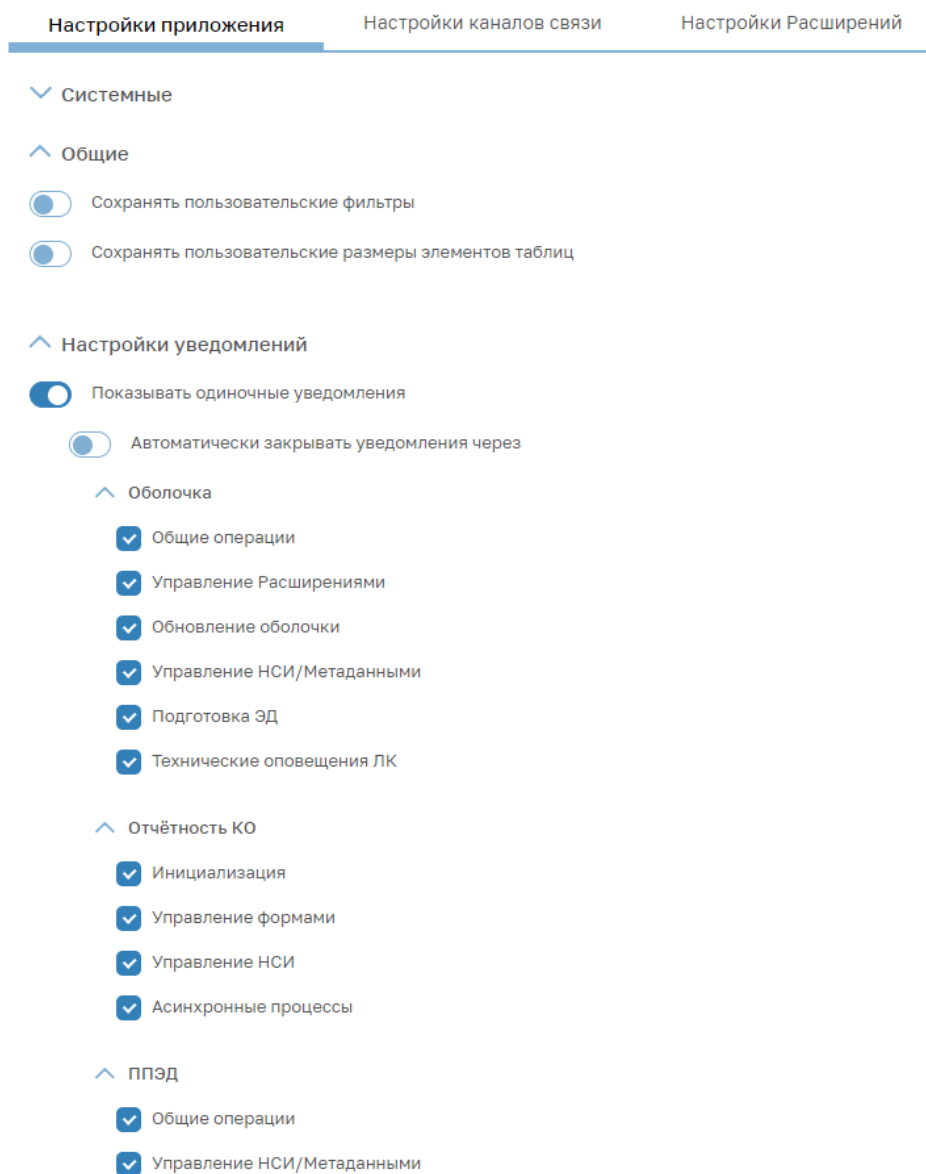 Настройки приложения Настройки каналов связи Настройки Расширений
Системные
Общие
Сохранять пользовательские фильтры
Сохранять пользовательские размеры элементов таблиц
Настройки уведомлений
Показывать одиночные уведомления
Автоматически закрывать уведомления через
Оболочка
Общие операции
Управление Расширениями
Обновление оболочки
Управление НСИ/Метаданными
Подготовка ЭД
Технические оповещения ЛК
Отчётность КО
Инициализация
Управление формами
Управление НСИ
Асинхронные процессы
ППЭД
Общие операции
Управление НСИ/Метаданными